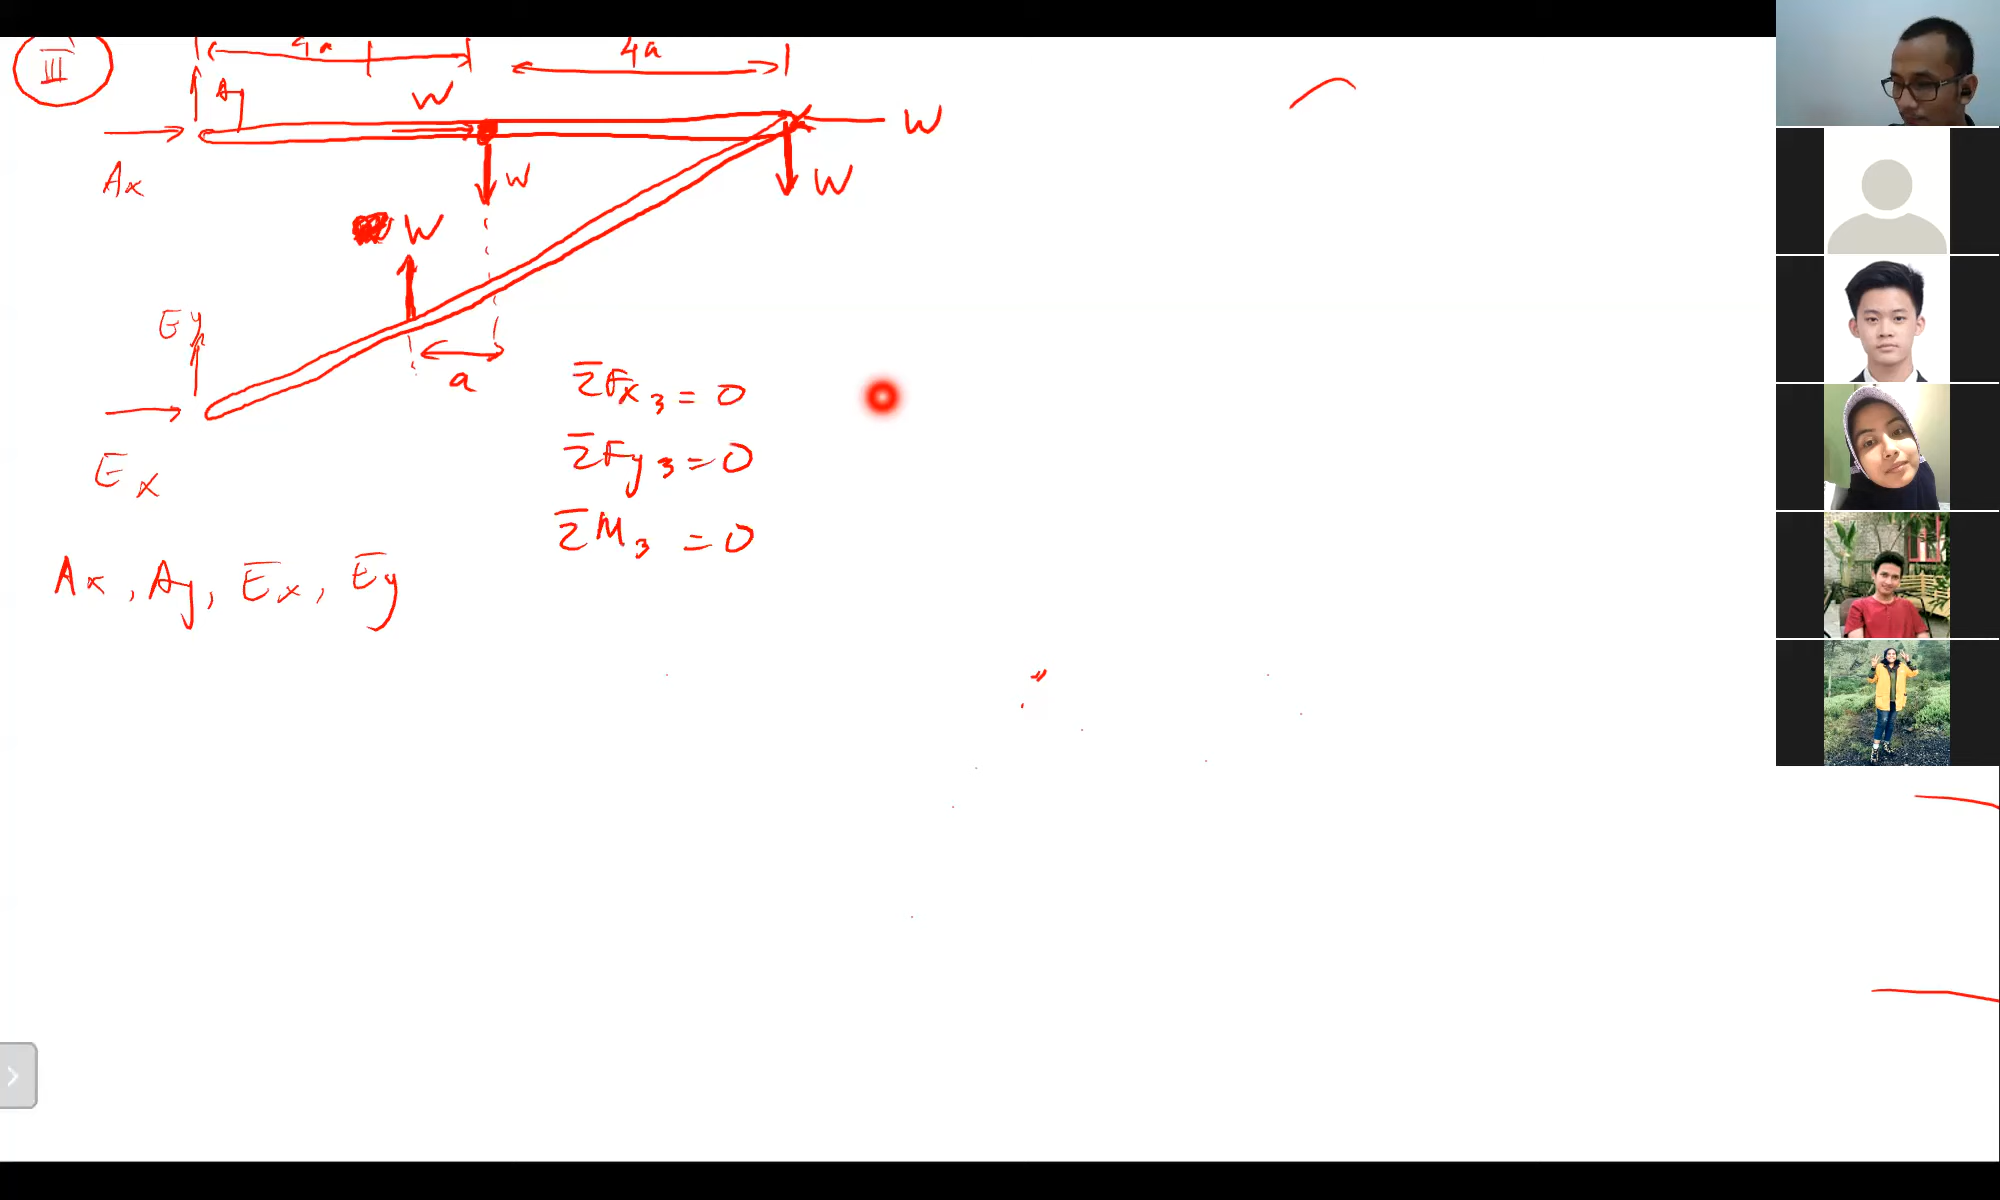 III
4a 4a
Ay W W
Ax W W
W
Ey
a
Ex
ΣFx3 = 0
ΣFy3 = 0
ΣM3 = 0
Ax, Ay, Ex, Ey